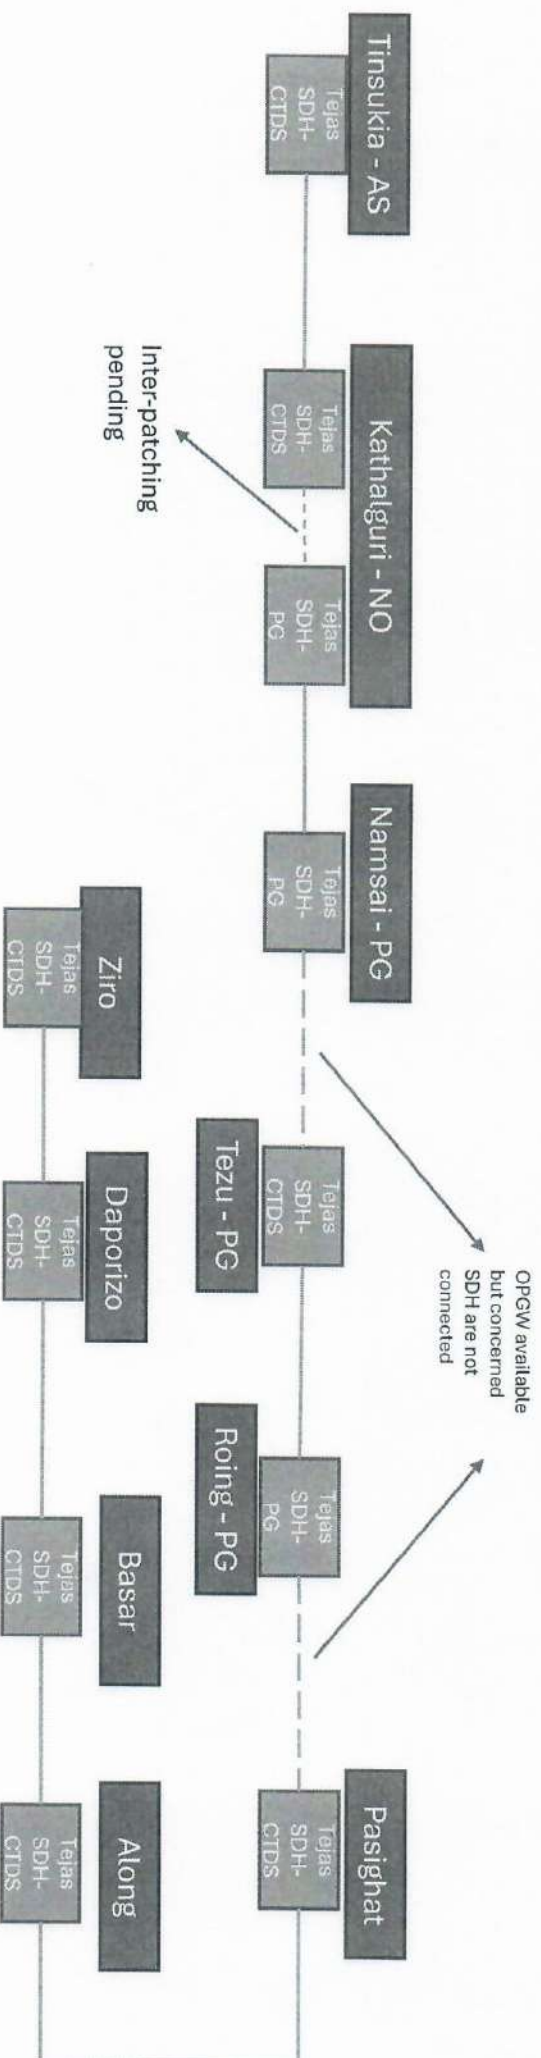 Tinsukia - AS
Tejas
SDH-
CTDS
Kathalguri - NO
Tejas
SDH-
CTDS
Tejas
SDH-
PG
Inter-patching
pending
Namsai - PG
Tejas
SDH-
PG
OPGW available
but concerned
SDH are not
connected
Tejas
SDH-
CTDS
Tezu - PG
Tejas
SDH-
PG
Roing - PG
Pasighat
Tejas
SDH-
CTDS
Ziro
Tejas
SDH-
CTDS
Daporizo
Tejas
SDH-
CTDS
Basar
Tejas
SDH-
CTDS
Along
Tejas
SDH-
CTDS